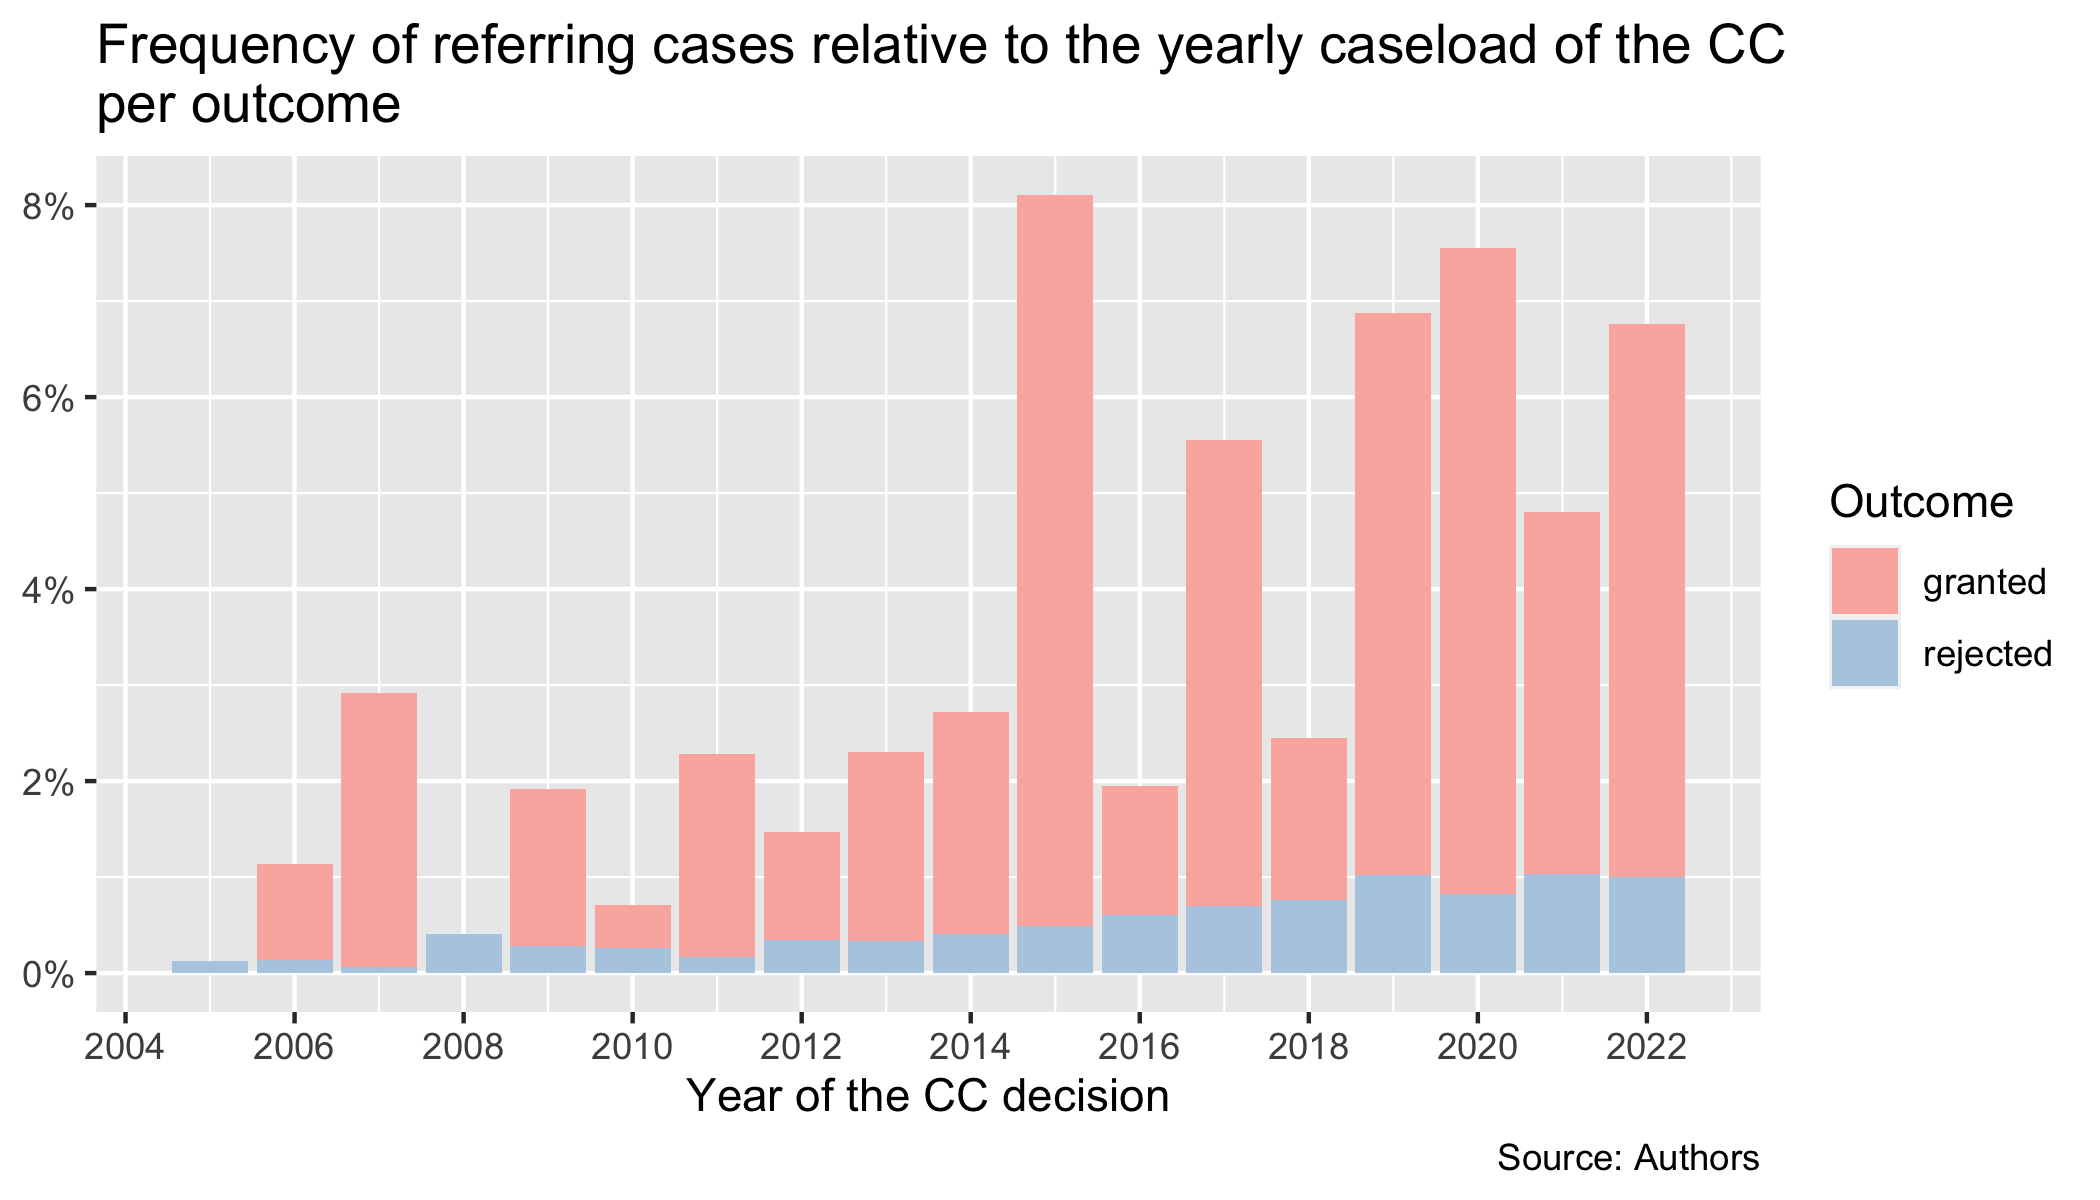 Frequency of referring cases relative to the yearly caseload of the CC
per outcome
8%
6%
4%
2%
0%
2004 2006 2008 2010 2012 2014 2016 2018 2020 2022
Year of the CC decision
Outcome
granted
rejected
Source: Authors